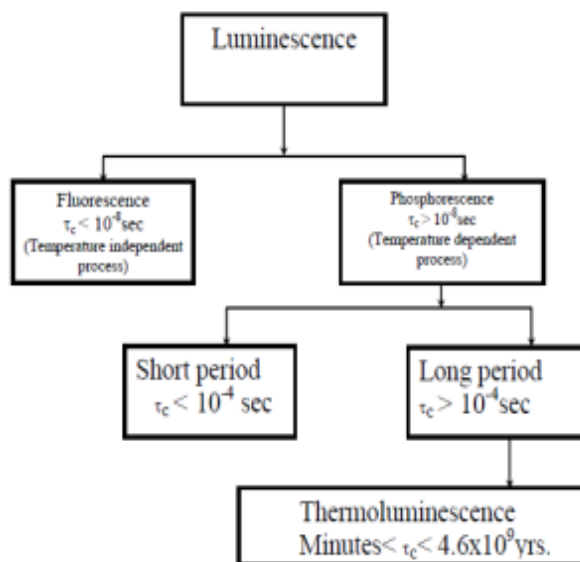 Luminescence
Fluorescence
τc < 10⁻⁸sec
(Temperature independent
process)
Phosphorescence
τc > 10⁻⁸sec
(Temperature dependent
process)
Short period
τc < 10⁻⁴ sec
Long period
τc > 10⁻⁴sec
Thermoluminescence
Minutes< τc< 4.6x10⁹yrs.